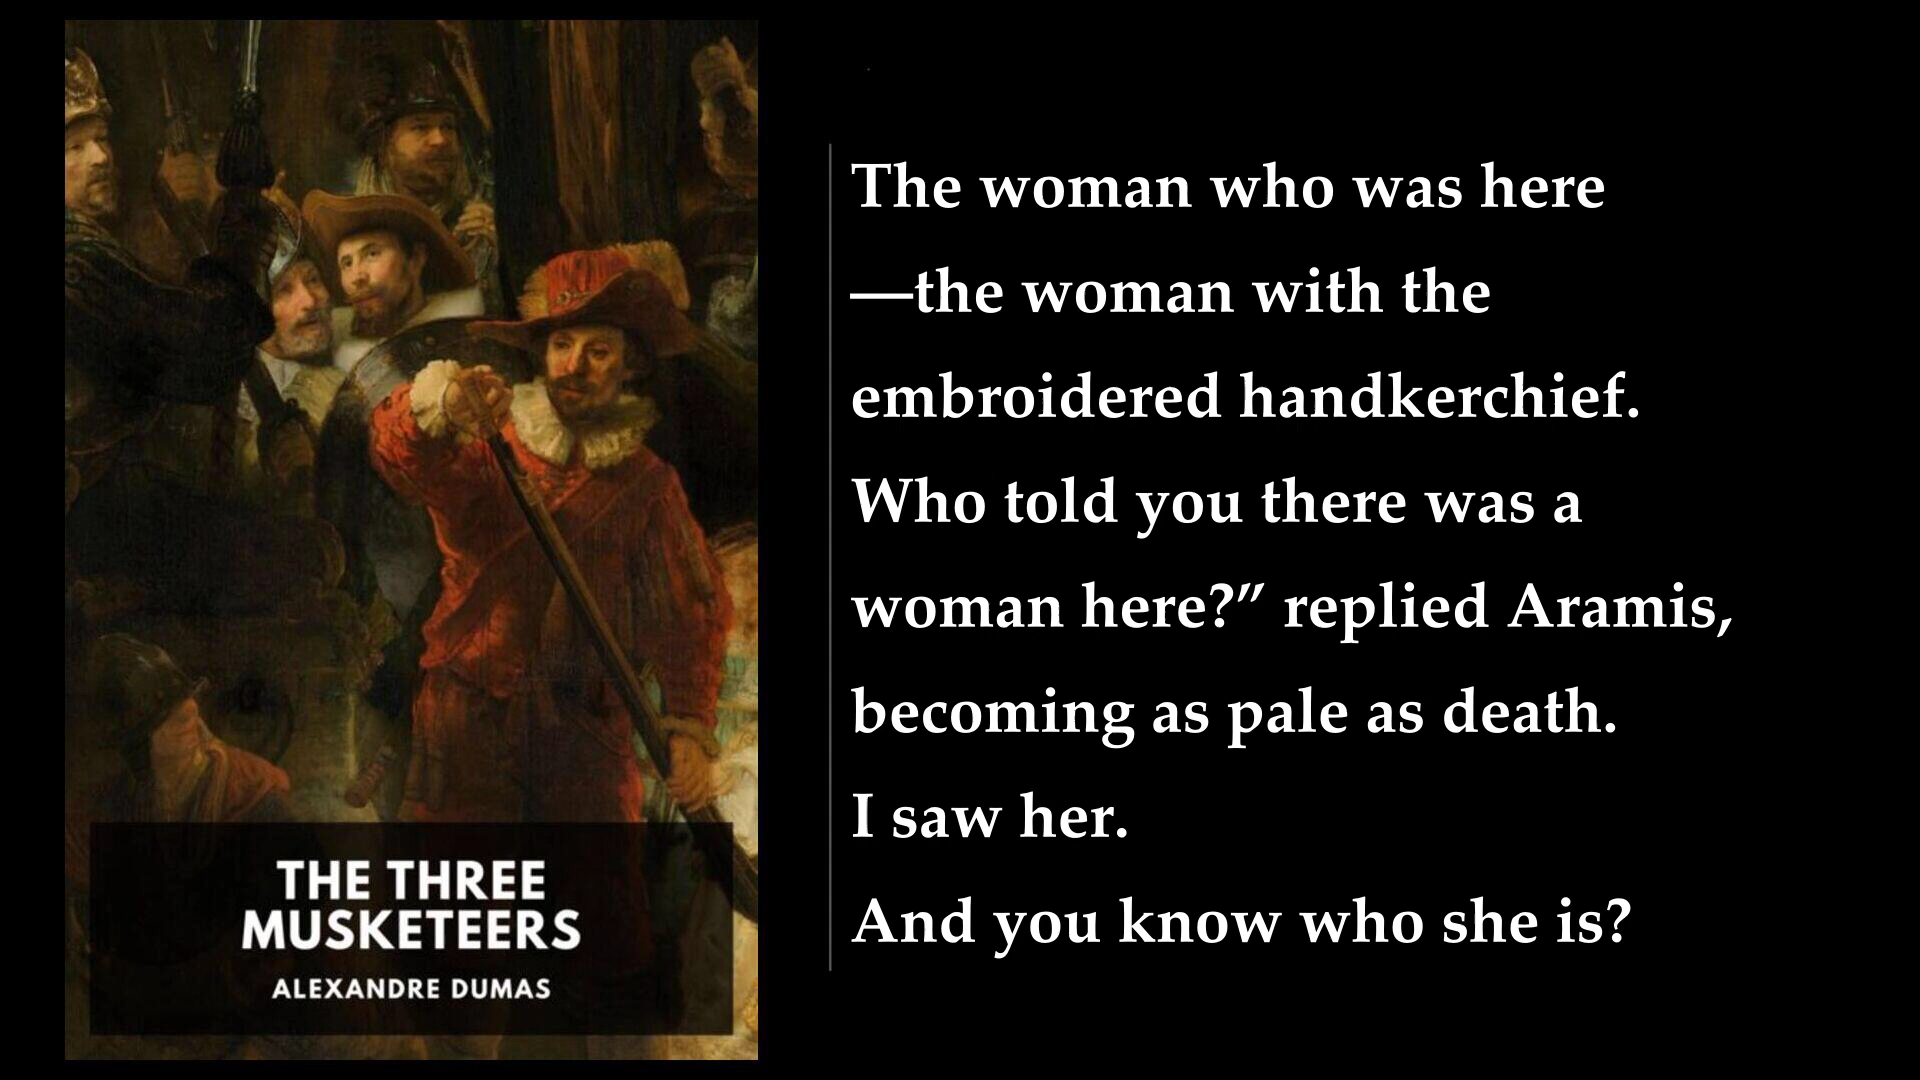 THE THREE
MUSKETEERS
ALEXANDRE DUMAS
The woman who was here
—the woman with the
embroidered handkerchief.
Who told you there was a
woman here?” replied Aramis,
becoming as pale as death.
I saw her.
And you know who she is?